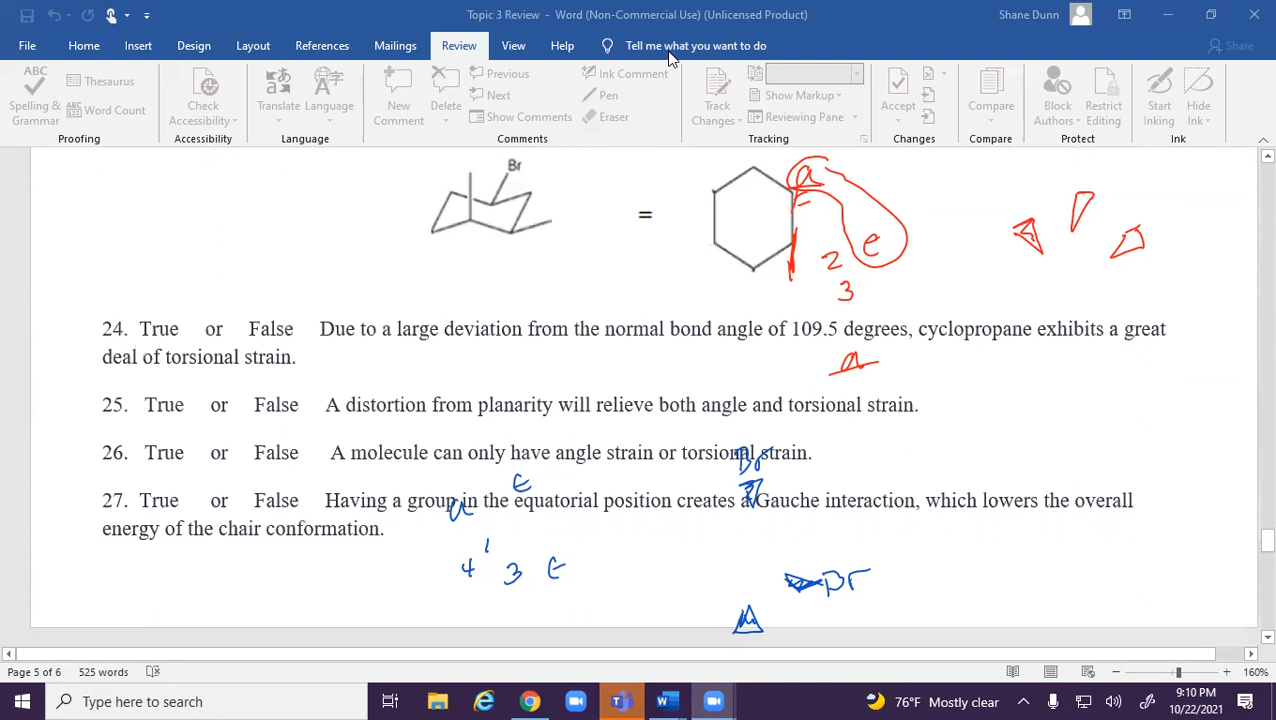 Topic 3 Review - Word (Non-Commercial Use) (Unlicensed Product)
Shane Dunn
File Home Insert Design Layout References Mailings Review View Help Tell me what you want to do Share
ABC
Spelling & Grammar
Thesaurus
Word Count
Check Accessibility
Translate
Language
New Comment
Delete
Previous
Next
Show Comments
Ink Comment
Pen
Eraser
Track Changes
Show Markup
Reviewing Pane
Accept
Compare
Block Authors
Restrict Editing
Start Inking
Hide Ink
Proofing Accessibility Language Comments Tracking Changes Compare Protect Ink
Br
=
a
e
2
3
24. True or False Due to a large deviation from the normal bond angle of 109.5 degrees, cyclopropane exhibits a great
deal of torsional strain.
a
25. True or False A distortion from planarity will relieve both angle and torsional strain.
26. True or False A molecule can only have angle strain or torsional strain.
Br
E
27. True or False Having a group in the equatorial position creates a Gauche interaction, which lowers the overall
a
energy of the chair conformation.
1
4 3 E
Br
Page 5 of 6 525 words
160%
Type here to search
76°F Mostly clear
9:10 PM
10/22/2021